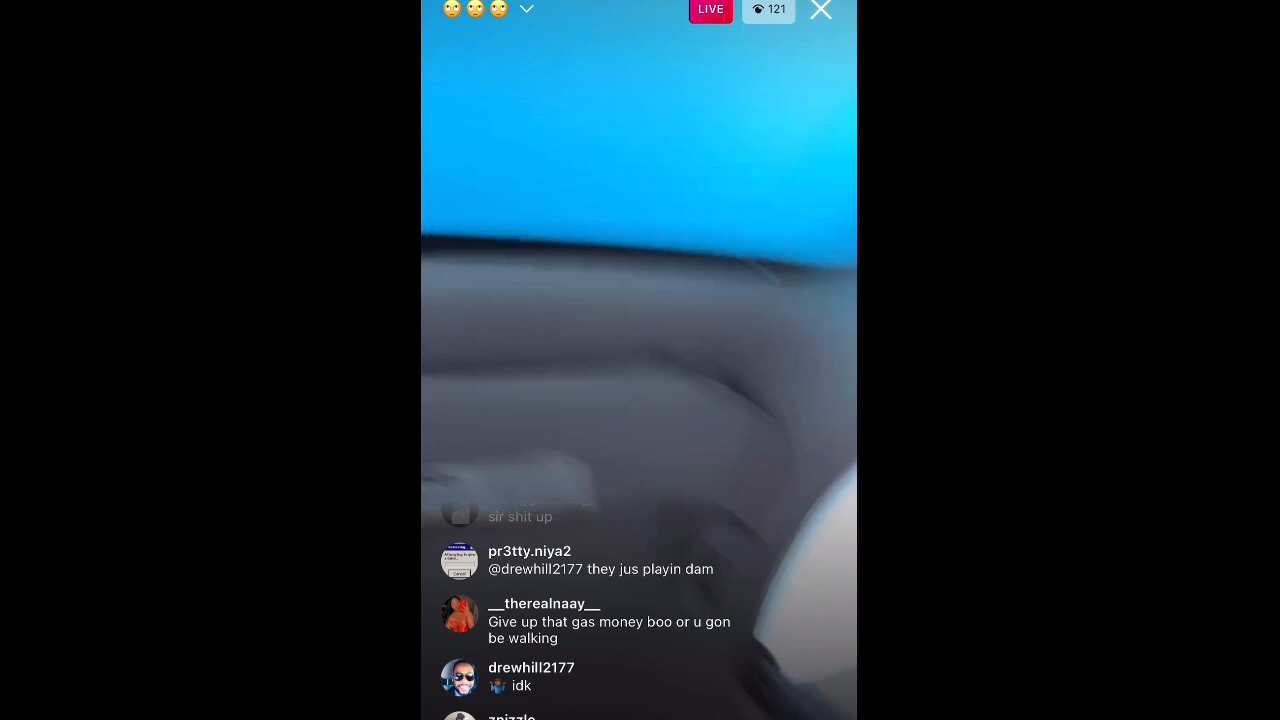 🙄🙄🙄
LIVE
121
sir shit up
pr3tty.niya2
@drewhill2177 they jus playin dam
__therealnaay__
Give up that gas money boo or u gon
be walking
drewhill2177
🤷🏾‍♂️ idk